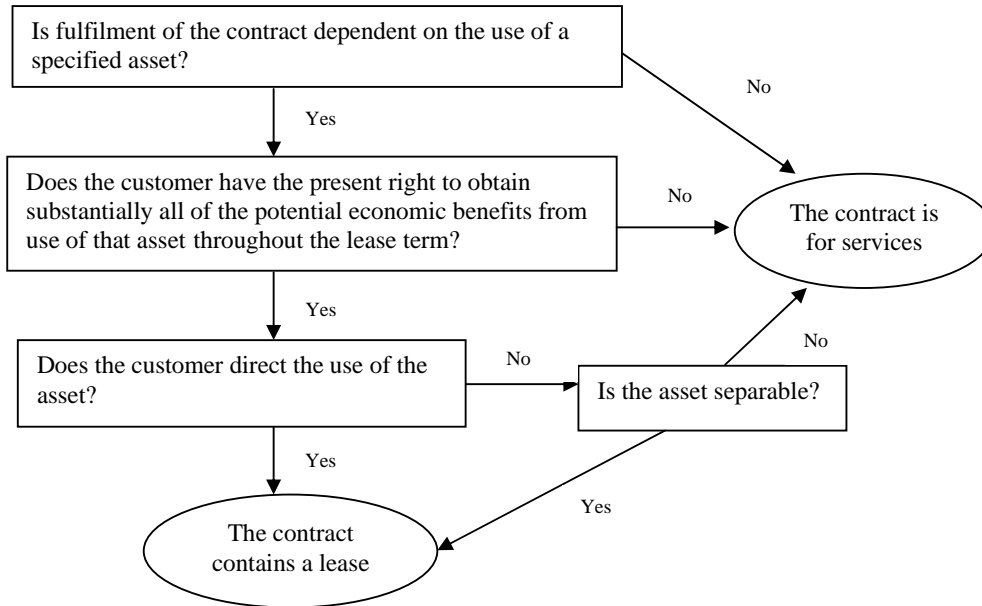 Is fulfilment of the contract dependent on the use of a
specified asset?
No
Yes
Does the customer have the present right to obtain
substantially all of the potential economic benefits from
use of that asset throughout the lease term?
No
The contract is
for services
Yes
Does the customer direct the use of the
asset?
No
Is the asset separable?
No
Yes
Yes
The contract
contains a lease